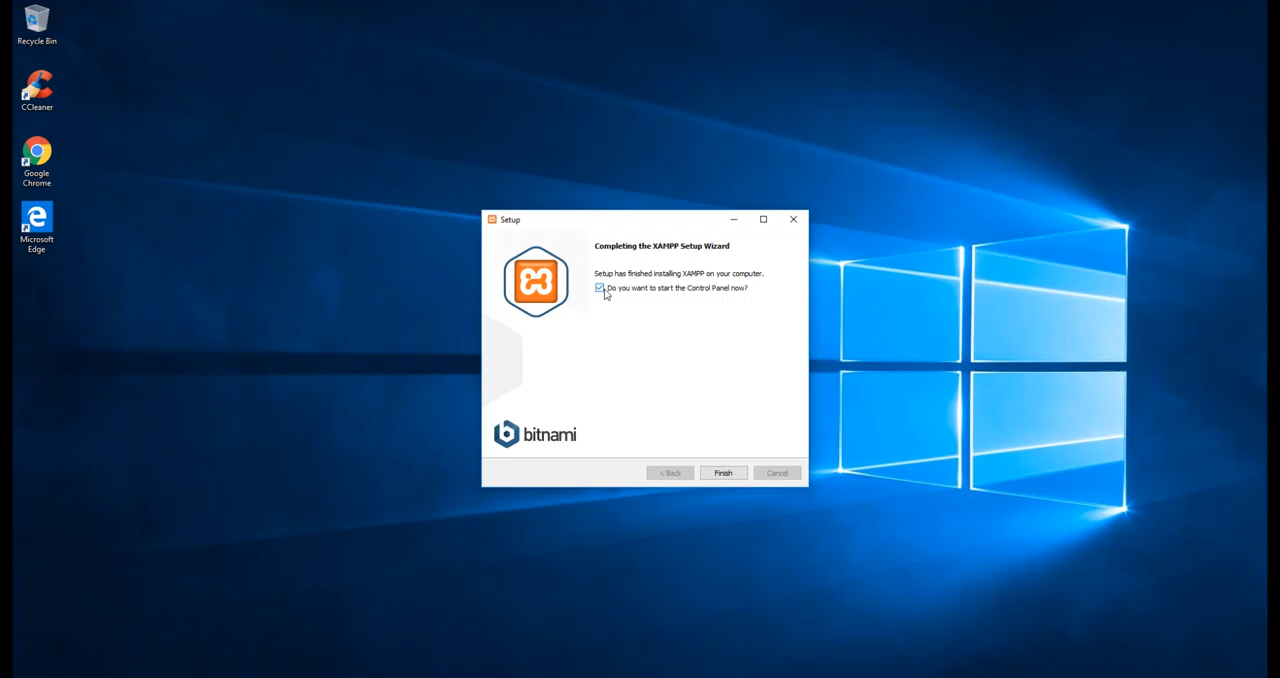 Recycle Bin
CCleaner
Google
Chrome
Microsoft
Edge
Setup
Completing the XAMPP Setup Wizard
Setup has finished installing XAMPP on your computer.
Do you want to start the Control Panel now?
bitnami
< Back
Finish
Cancel